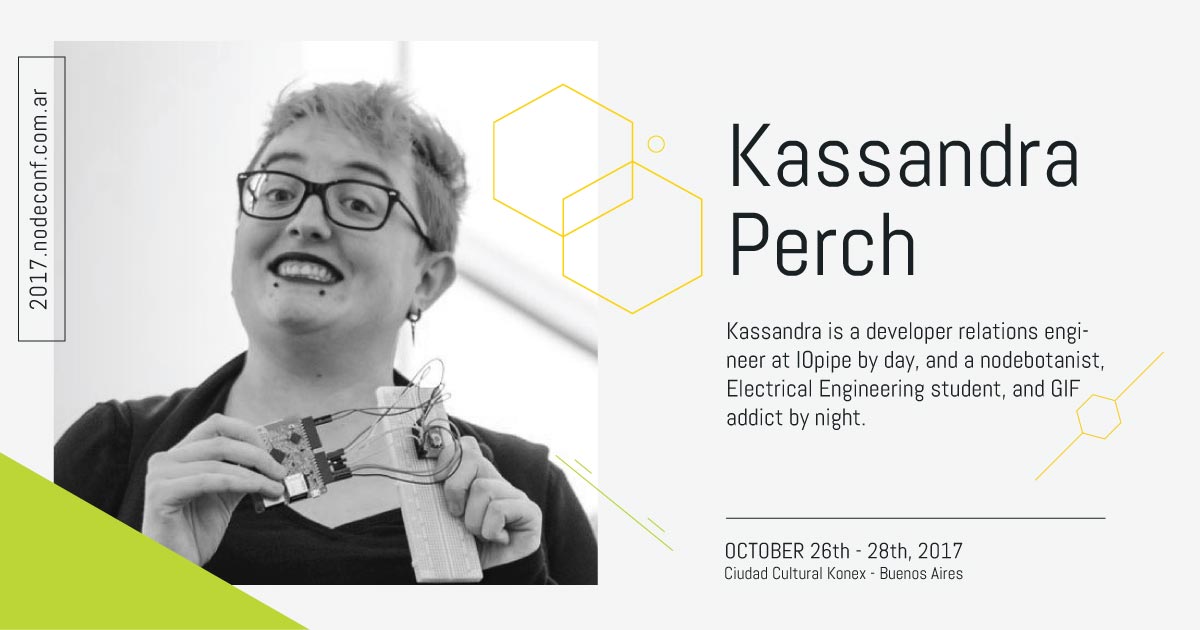 2017.nodeconf.com.ar
Kassandra
Perch
Kassandra is a developer relations engi-
neer at IOpipe by day, and a nodebotanist,
Electrical Engineering student, and GIF
addict by night.
OCTOBER 26th - 28th, 2017
Ciudad Cultural Konex - Buenos Aires